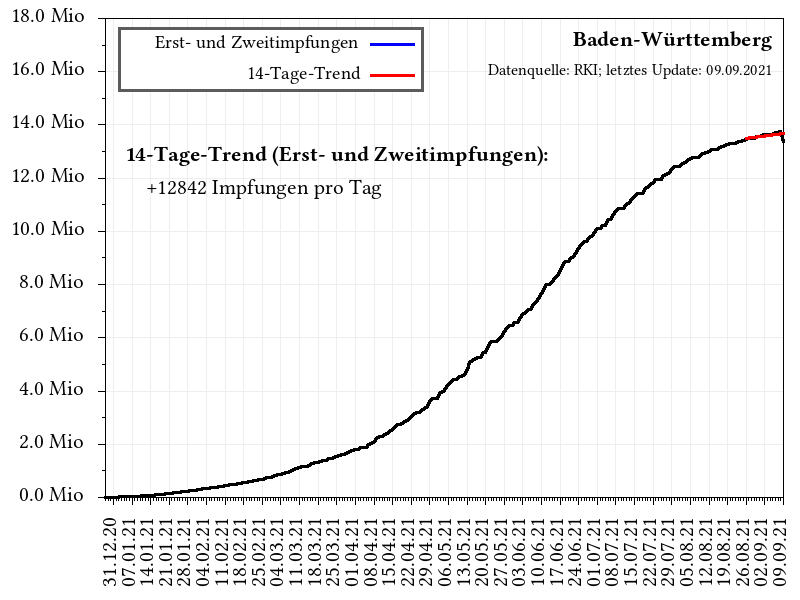 18.0 Mio
16.0 Mio
14.0 Mio
12.0 Mio
10.0 Mio
8.0 Mio
6.0 Mio
4.0 Mio
2.0 Mio
0.0 Mio
Erst- und Zweitimpfungen
14-Tage-Trend
Baden-Württemberg
Datenquelle: RKI; letztes Update: 09.09.2021
14-Tage-Trend (Erst- und Zweitimpfungen):
+12842 Impfungen pro Tag
31.12.20
07.01.21
14.01.21
21.01.21
28.01.21
04.02.21
11.02.21
18.02.21
25.02.21
04.03.21
11.03.21
18.03.21
25.03.21
01.04.21
08.04.21
15.04.21
22.04.21
29.04.21
06.05.21
13.05.21
20.05.21
27.05.21
03.06.21
10.06.21
17.06.21
24.06.21
01.07.21
08.07.21
15.07.21
22.07.21
29.07.21
05.08.21
12.08.21
19.08.21
26.08.21
02.09.21
09.09.21